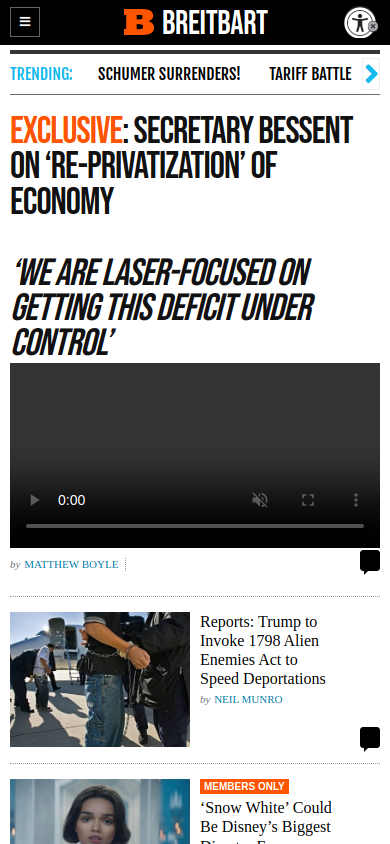 BREITBART
TRENDING:
SCHUMER SURRENDERS!
TARIFF BATTLE
EXCLUSIVE: SECRETARY BESSENT
ON ‘RE-PRIVATIZATION’ OF
ECONOMY
‘WE ARE LASER-FOCUSED ON
GETTING THIS DEFICIT UNDER
CONTROL’
0:00
by MATTHEW BOYLE
Reports: Trump to
Invoke 1798 Alien
Enemies Act to
Speed Deportations
by NEIL MUNRO
MEMBERS ONLY
‘Snow White’ Could
Be Disney’s Biggest